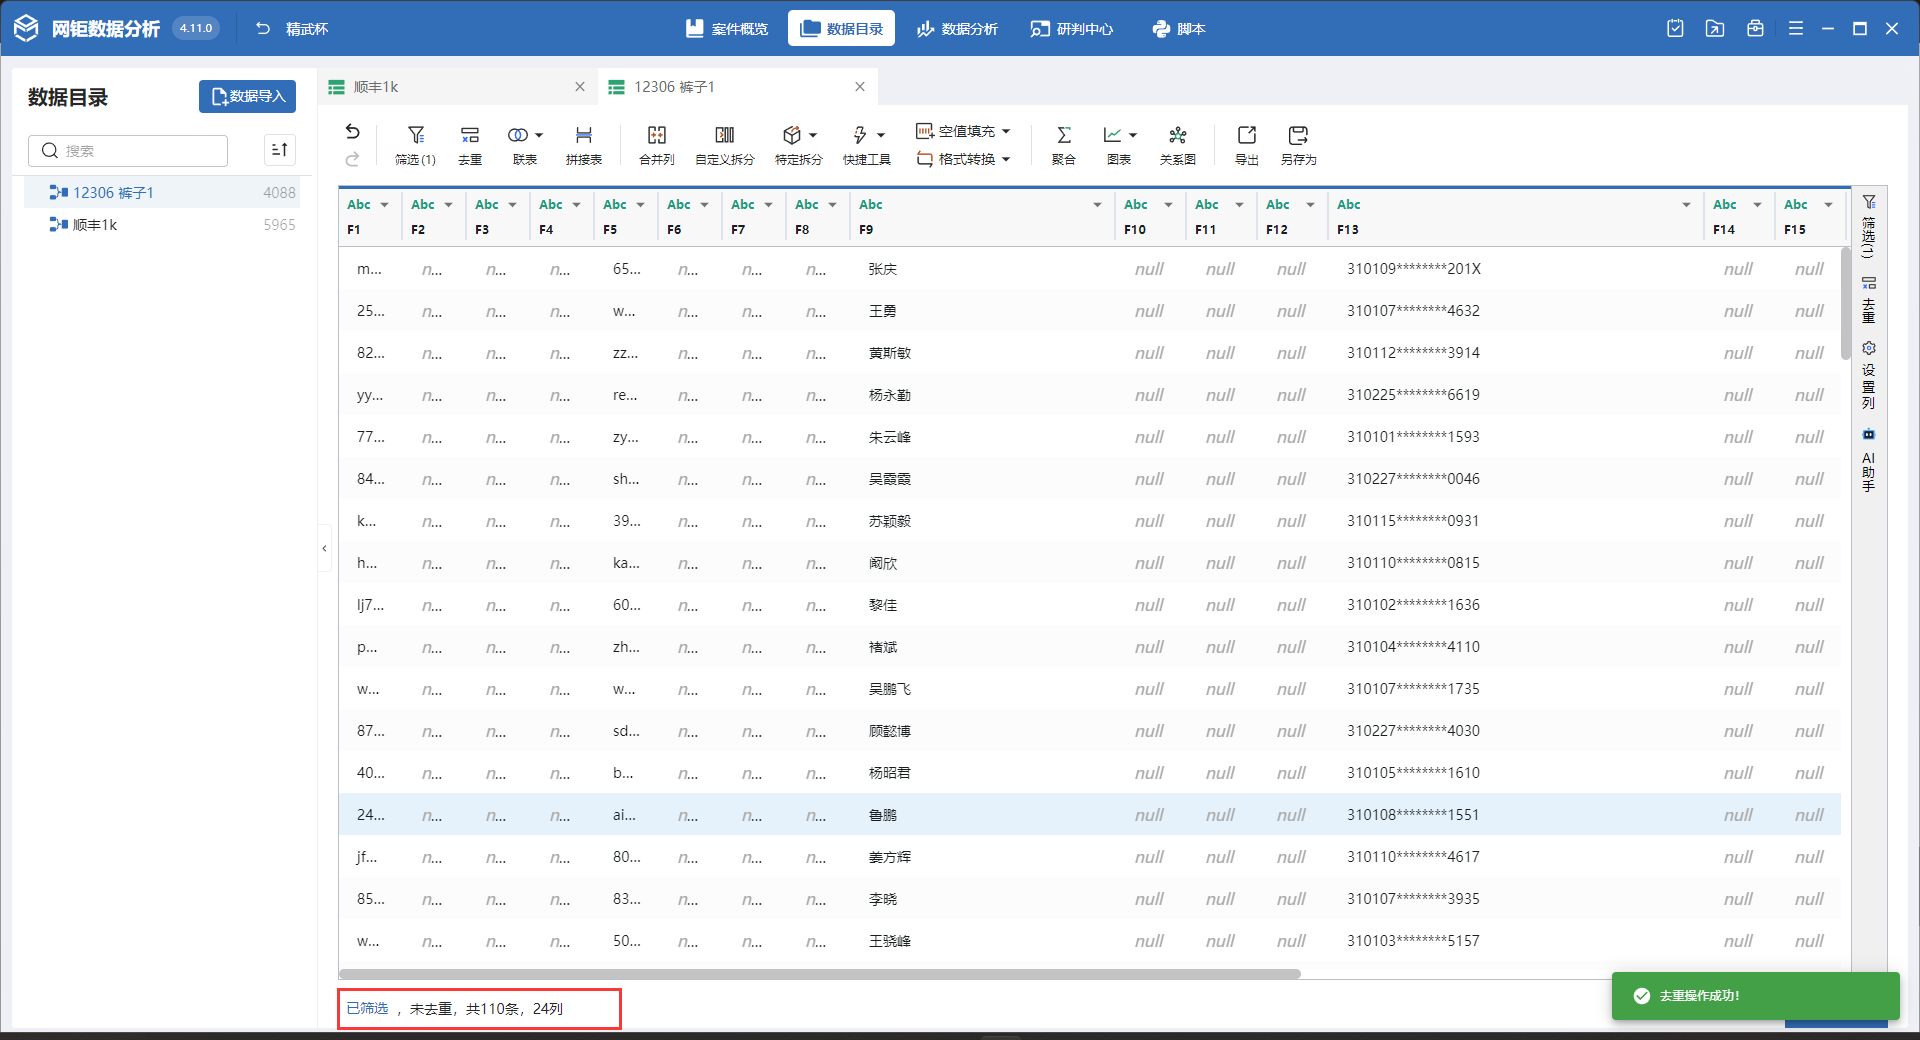 网钜数据分析 4.11.0 精武杯 案件概览 数据目录 数据分析 研判中心 脚本
数据目录 数据导入
搜索
12306 裤子1 4088
顺丰1k 5965
顺丰1k 12306 裤子1
筛选(1) 去重 联表 拼接表 合并列 自定义拆分 特定拆分 快捷工具 空值填充 格式转换 聚合 图表 关系图 导出 另存为
Abc Abc Abc Abc Abc Abc Abc Abc Abc Abc Abc Abc Abc Abc Abc
F1 F2 F3 F4 F5 F6 F7 F8 F9 F10 F11 F12 F13 F14 F15
m... n... n... n... 65... n... n... n... 张庆 null null null 310109********201X null null
25... n... n... n... w... n... n... n... 王勇 null null null 310107********4632 null null
82... n... n... n... zz... n... n... n... 黄斯敏 null null null 310112********3914 null null
yy... n... n... n... re... n... n... n... 杨永勤 null null null 310225********6619 null null
77... n... n... n... zy... n... n... n... 朱云峰 null null null 310101********1593 null null
84... n... n... n... sh... n... n... n... 吴霞霞 null null null 310227********0046 null null
k... n... n... n... 39... n... n... n... 苏颖毅 null null null 310115********0931 null null
h... n... n... n... ka... n... n... n... 阚欣 null null null 310110********0815 null null
lj7... n... n... n... 60... n... n... n... 黎佳 null null null 310102********1636 null null
p... n... n... n... zh... n... n... n... 褚斌 null null null 310104********4110 null null
w... n... n... n... w... n... n... n... 吴鹏飞 null null null 310107********1735 null null
87... n... n... n... sd... n... n... n... 顾懿博 null null null 310227********4030 null null
40... n... n... n... b... n... n... n... 杨昭君 null null null 310105********1610 null null
24... n... n... n... ai... n... n... n... 鲁鹏 null null null 310108********1551 null null
jf... n... n... n... 80... n... n... n... 姜方辉 null null null 310110********4617 null null
85... n... n... n... 83... n... n... n... 李晓 null null null 310107********3935 null null
w... n... n... n... 50... n... n... n... 王骁峰 null null null 310103********5157 null null
筛选(1)
去重
设置列
AI助手
已筛选 ，未去重，共110条，24列
去重操作成功!